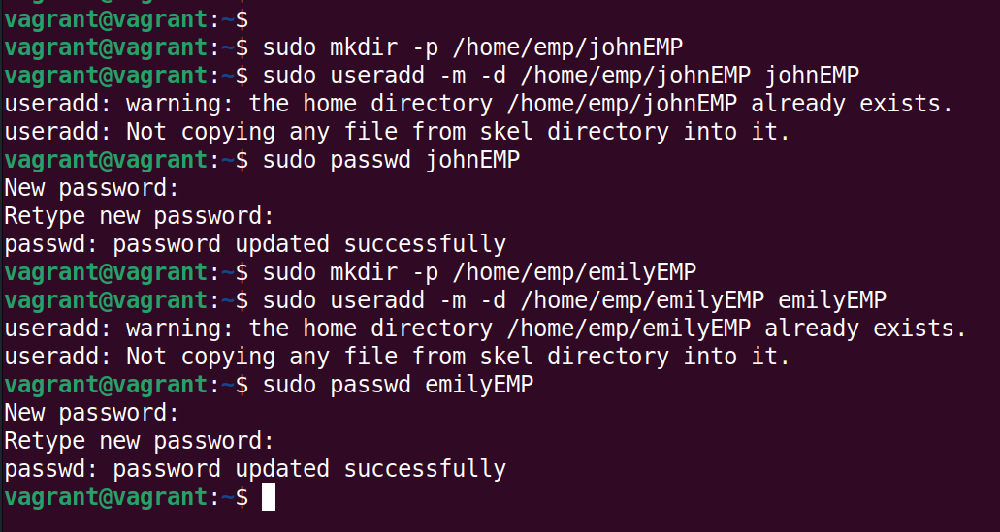 vagrant@vagrant:~$
vagrant@vagrant:~$ sudo mkdir -p /home/emp/johnEMP
vagrant@vagrant:~$ sudo useradd -m -d /home/emp/johnEMP johnEMP
useradd: warning: the home directory /home/emp/johnEMP already exists.
useradd: Not copying any file from skel directory into it.
vagrant@vagrant:~$ sudo passwd johnEMP
New password:
Retype new password:
passwd: password updated successfully
vagrant@vagrant:~$ sudo mkdir -p /home/emp/emilyEMP
vagrant@vagrant:~$ sudo useradd -m -d /home/emp/emilyEMP emilyEMP
useradd: warning: the home directory /home/emp/emilyEMP already exists.
useradd: Not copying any file from skel directory into it.
vagrant@vagrant:~$ sudo passwd emilyEMP
New password:
Retype new password:
passwd: password updated successfully
vagrant@vagrant:~$